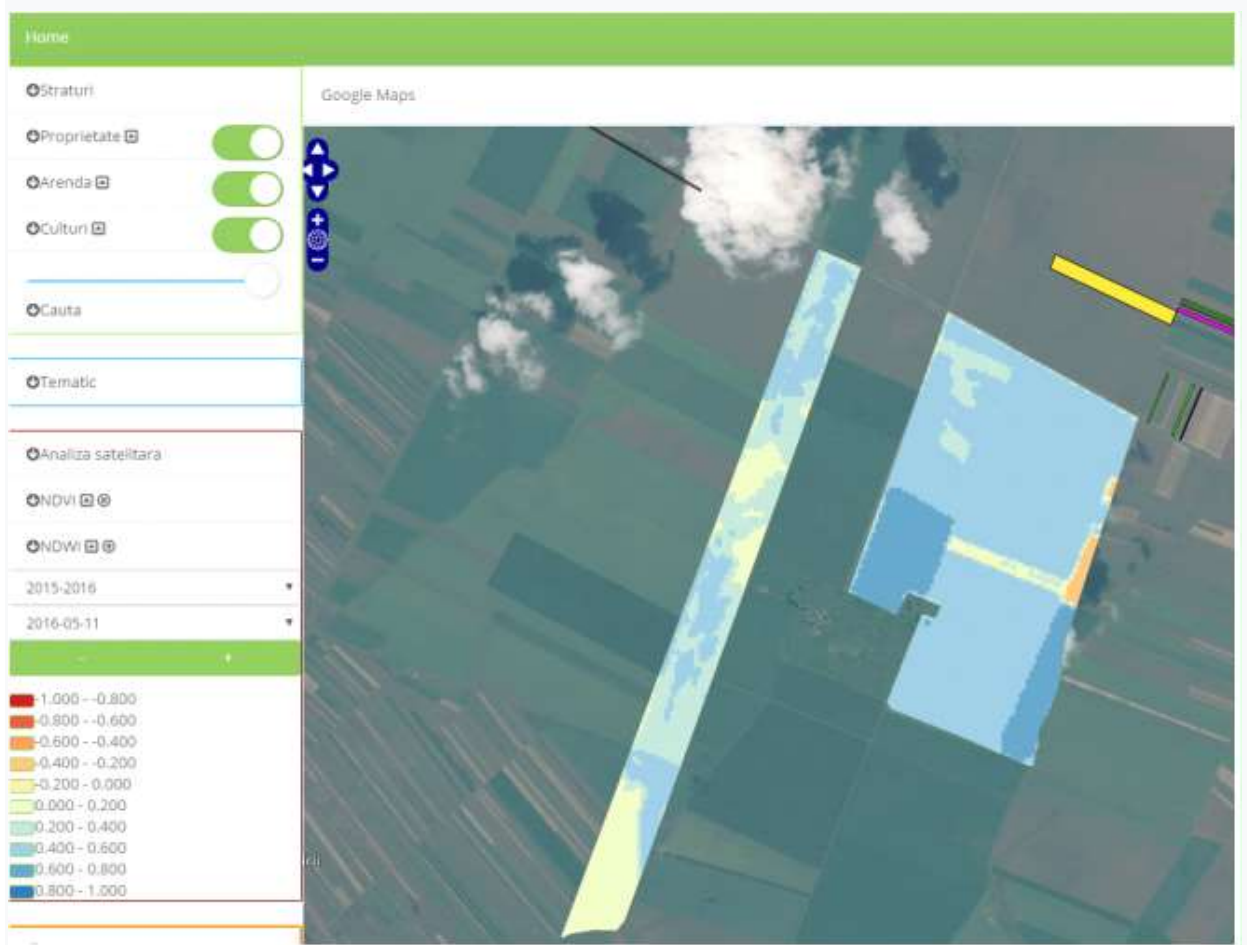 Home
Straturi
Google Maps
Proprietate
Arenda
Culturi
Cauta
Tematic
Analiza satelitara
NDVI
NDWI
2015-2016
2016-05-11
- +
-1.000 - -0.800
-0.800 - -0.600
-0.600 - -0.400
-0.400 - -0.200
-0.200 - 0.000
0.000 - 0.200
0.200 - 0.400
0.400 - 0.600
0.600 - 0.800
0.800 - 1.000